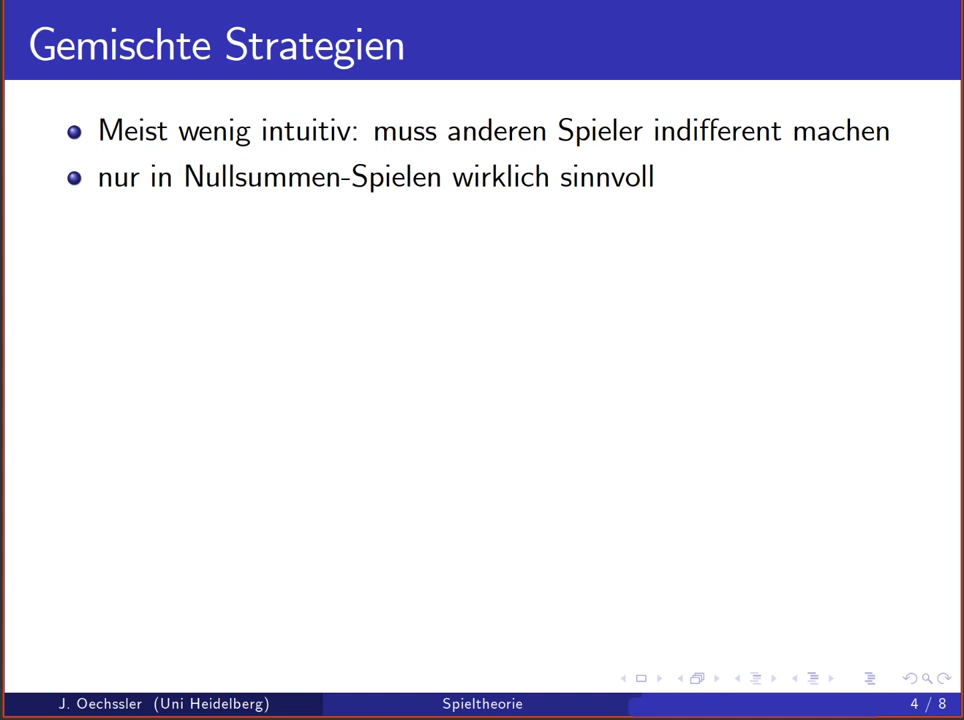 Gemischte Strategien
Meist wenig intuitiv: muss anderen Spieler indifferent machen
nur in Nullsummen-Spielen wirklich sinnvoll
J. Oechssler (Uni Heidelberg)
Spieltheorie
4 / 8